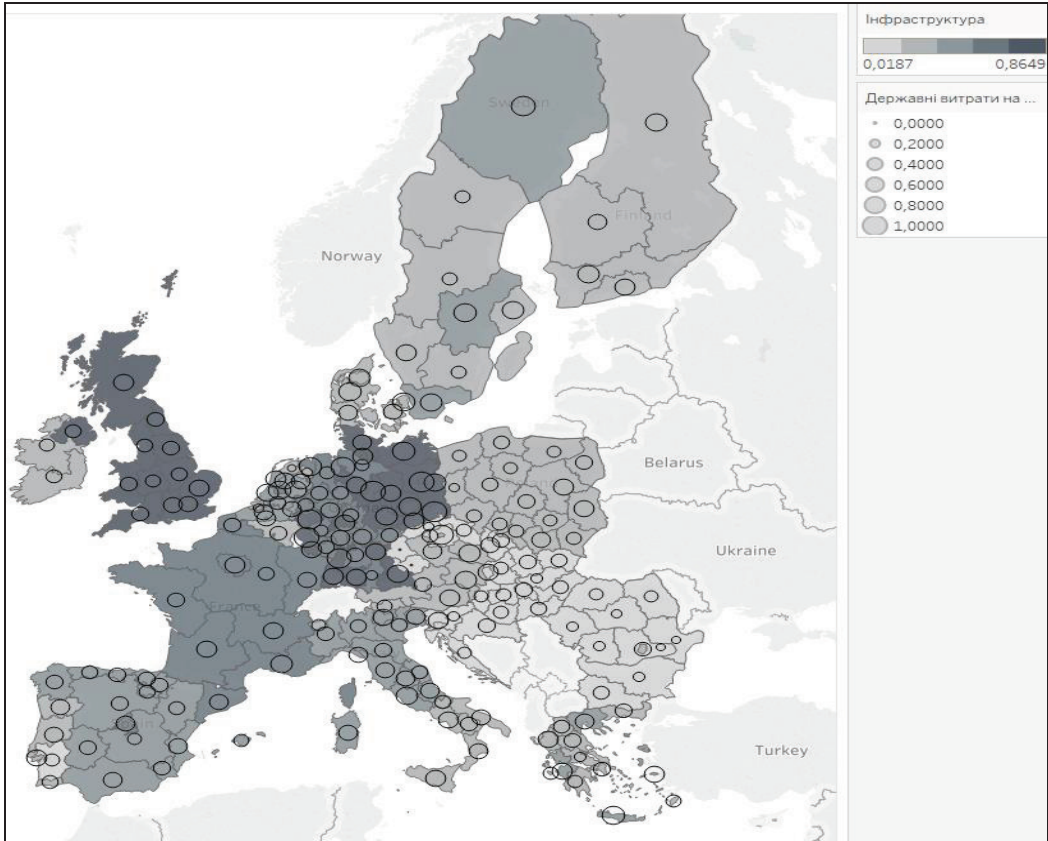 Інфраструктура
0,0187 0,8649
Державні витрати на ...
0,0000
0,2000
0,4000
0,6000
0,8000
1,0000
Sweden
Finland
Norway
Belarus
Ukraine
France
Spain
Turkey